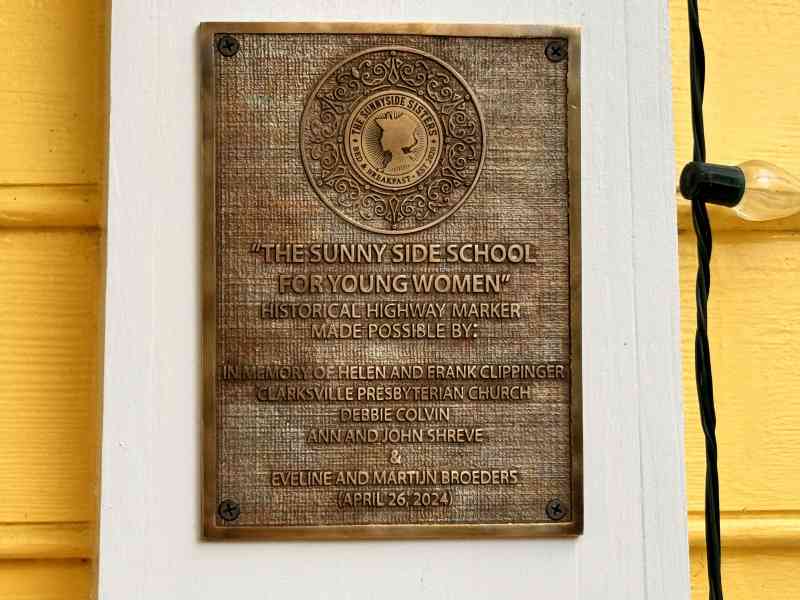 THE SUNNYSIDE SISTERS
BED & BREAKFAST • EST 2020
"THE SUNNY SIDE SCHOOL
FOR YOUNG WOMEN"
HISTORICAL HIGHWAY MARKER
MADE POSSIBLE BY:
IN MEMORY OF HELEN AND FRANK CLIPPINGER
CLARKSVILLE PRESBYTERIAN CHURCH
DEBBIE COLVIN
ANN AND JOHN SHREVE
&
EVELINE AND MARTIJN BROEDERS
(APRIL 26, 2024)